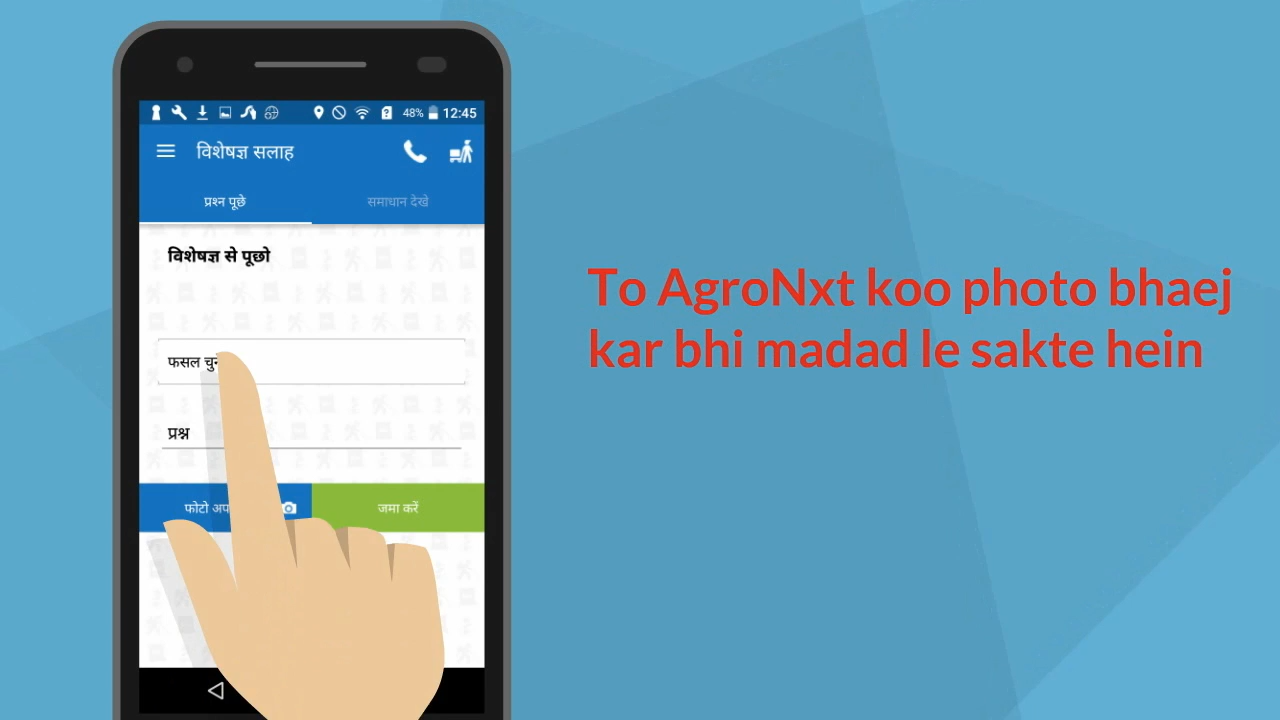 48% 12:45
विशेषज्ञ सलाह
प्रश्न पूछे समाधान देखे
विशेषज्ञ से पूछो
फसल
प्रश्न
फोटो जमा करें
To AgroNxt koo photo bhaej
kar bhi madad le sakte hein